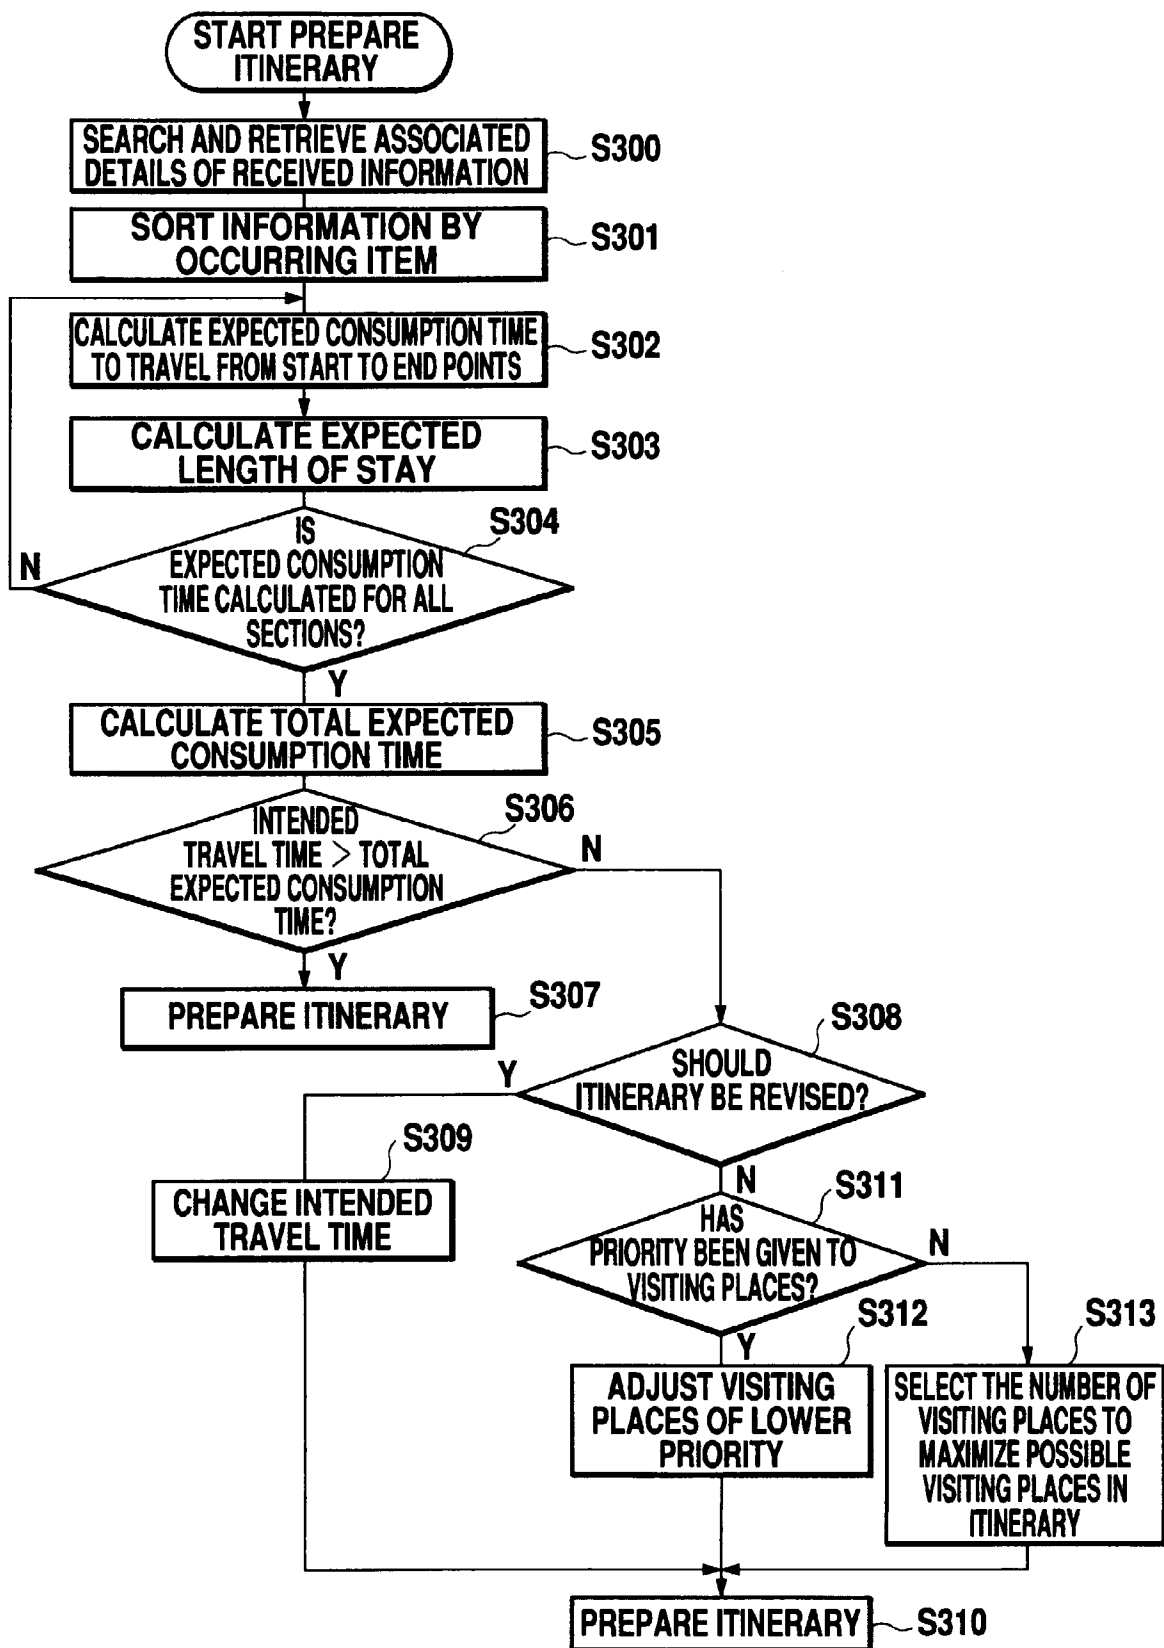 START PREPARE
ITINERARY
SEARCH AND RETRIEVE ASSOCIATED
DETAILS OF RECEIVED INFORMATION
S300
SORT INFORMATION BY
OCCURRING ITEM
S301
CALCULATE EXPECTED CONSUMPTION TIME
TO TRAVEL FROM START TO END POINTS
S302
CALCULATE EXPECTED
LENGTH OF STAY
S303
IS
EXPECTED CONSUMPTION
TIME CALCULATED FOR ALL
SECTIONS?
S304
N
Y
CALCULATE TOTAL EXPECTED
CONSUMPTION TIME
S305
INTENDED
TRAVEL TIME > TOTAL
EXPECTED CONSUMPTION
TIME?
S306
N
Y
PREPARE ITINERARY
S307
SHOULD
ITINERARY BE REVISED?
S308
Y
N
S309
CHANGE INTENDED
TRAVEL TIME
HAS
PRIORITY BEEN GIVEN TO
VISITING PLACES?
S311
N
Y
S312
ADJUST VISITING
PLACES OF LOWER
PRIORITY
S313
SELECT THE NUMBER OF
VISITING PLACES TO
MAXIMIZE POSSIBLE
VISITING PLACES IN
ITINERARY
PREPARE ITINERARY
S310